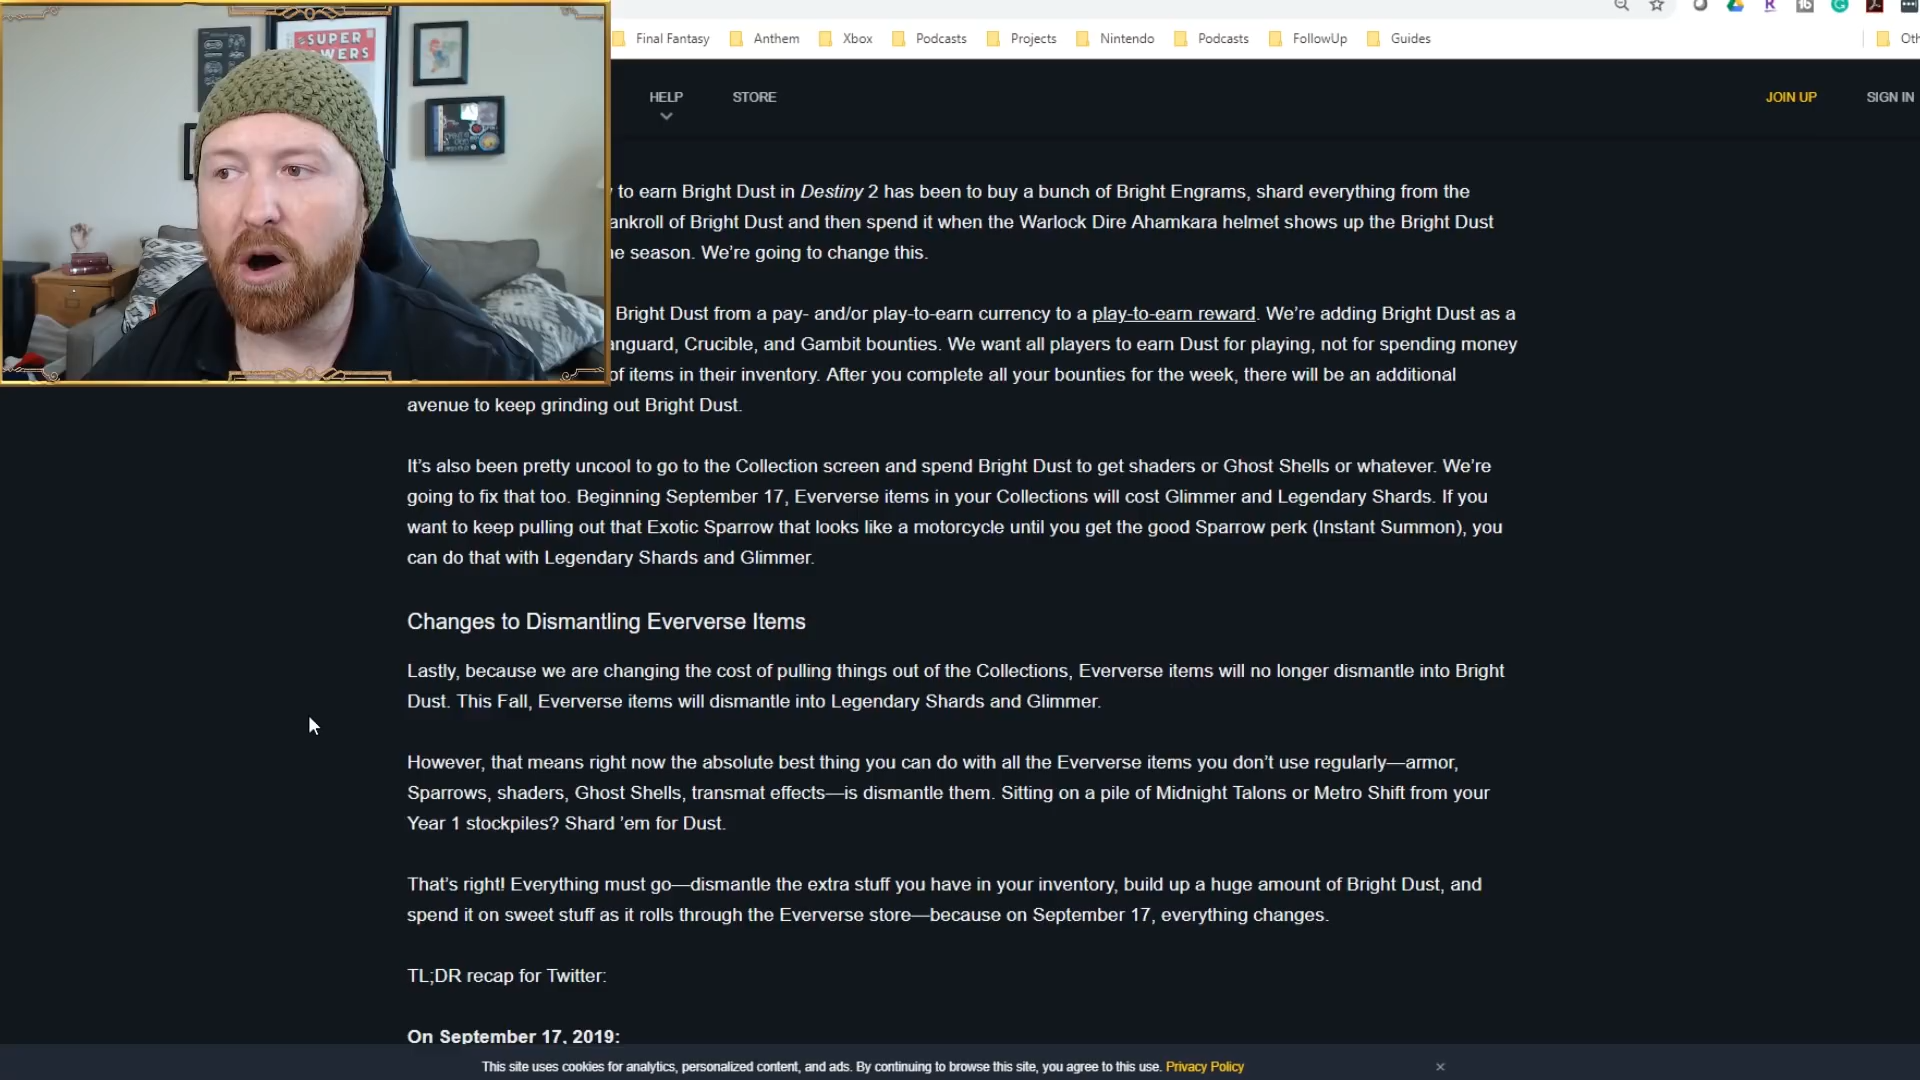 SUPER
POWERS
Final Fantasy Anthem Xbox Podcasts Projects Nintendo Podcasts FollowUp Guides
HELP STORE JOIN UP SIGN IN
to earn Bright Dust in Destiny 2 has been to buy a bunch of Bright Engrams, shard everything from the
ankroll of Bright Dust and then spend it when the Warlock Dire Ahamkara helmet shows up the Bright Dust
season. We're going to change this.
Bright Dust from a pay- and/or play-to-earn currency to a play-to-earn reward. We're adding Bright Dust as a
anguard, Crucible, and Gambit bounties. We want all players to earn Dust for playing, not for spending money
of items in their inventory. After you complete all your bounties for the week, there will be an additional
avenue to keep grinding out Bright Dust.
It's also been pretty uncool to go to the Collection screen and spend Bright Dust to get shaders or Ghost Shells or whatever. We're
going to fix that too. Beginning September 17, Eververse items in your Collections will cost Glimmer and Legendary Shards. If you
want to keep pulling out that Exotic Sparrow that looks like a motorcycle until you get the good Sparrow perk (Instant Summon), you
can do that with Legendary Shards and Glimmer.
Changes to Dismantling Eververse Items
Lastly, because we are changing the cost of pulling things out of the Collections, Eververse items will no longer dismantle into Bright
Dust. This Fall, Eververse items will dismantle into Legendary Shards and Glimmer.
However, that means right now the absolute best thing you can do with all the Eververse items you don't use regularly—armor,
Sparrows, shaders, Ghost Shells, transmat effects—is dismantle them. Sitting on a pile of Midnight Talons or Metro Shift from your
Year 1 stockpiles? Shard 'em for Dust.
That's right! Everything must go—dismantle the extra stuff you have in your inventory, build up a huge amount of Bright Dust, and
spend it on sweet stuff as it rolls through the Eververse store—because on September 17, everything changes.
TL;DR recap for Twitter:
On September 17, 2019:
This site uses cookies for analytics, personalized content, and ads. By continuing to browse this site, you agree to this use. Privacy Policy